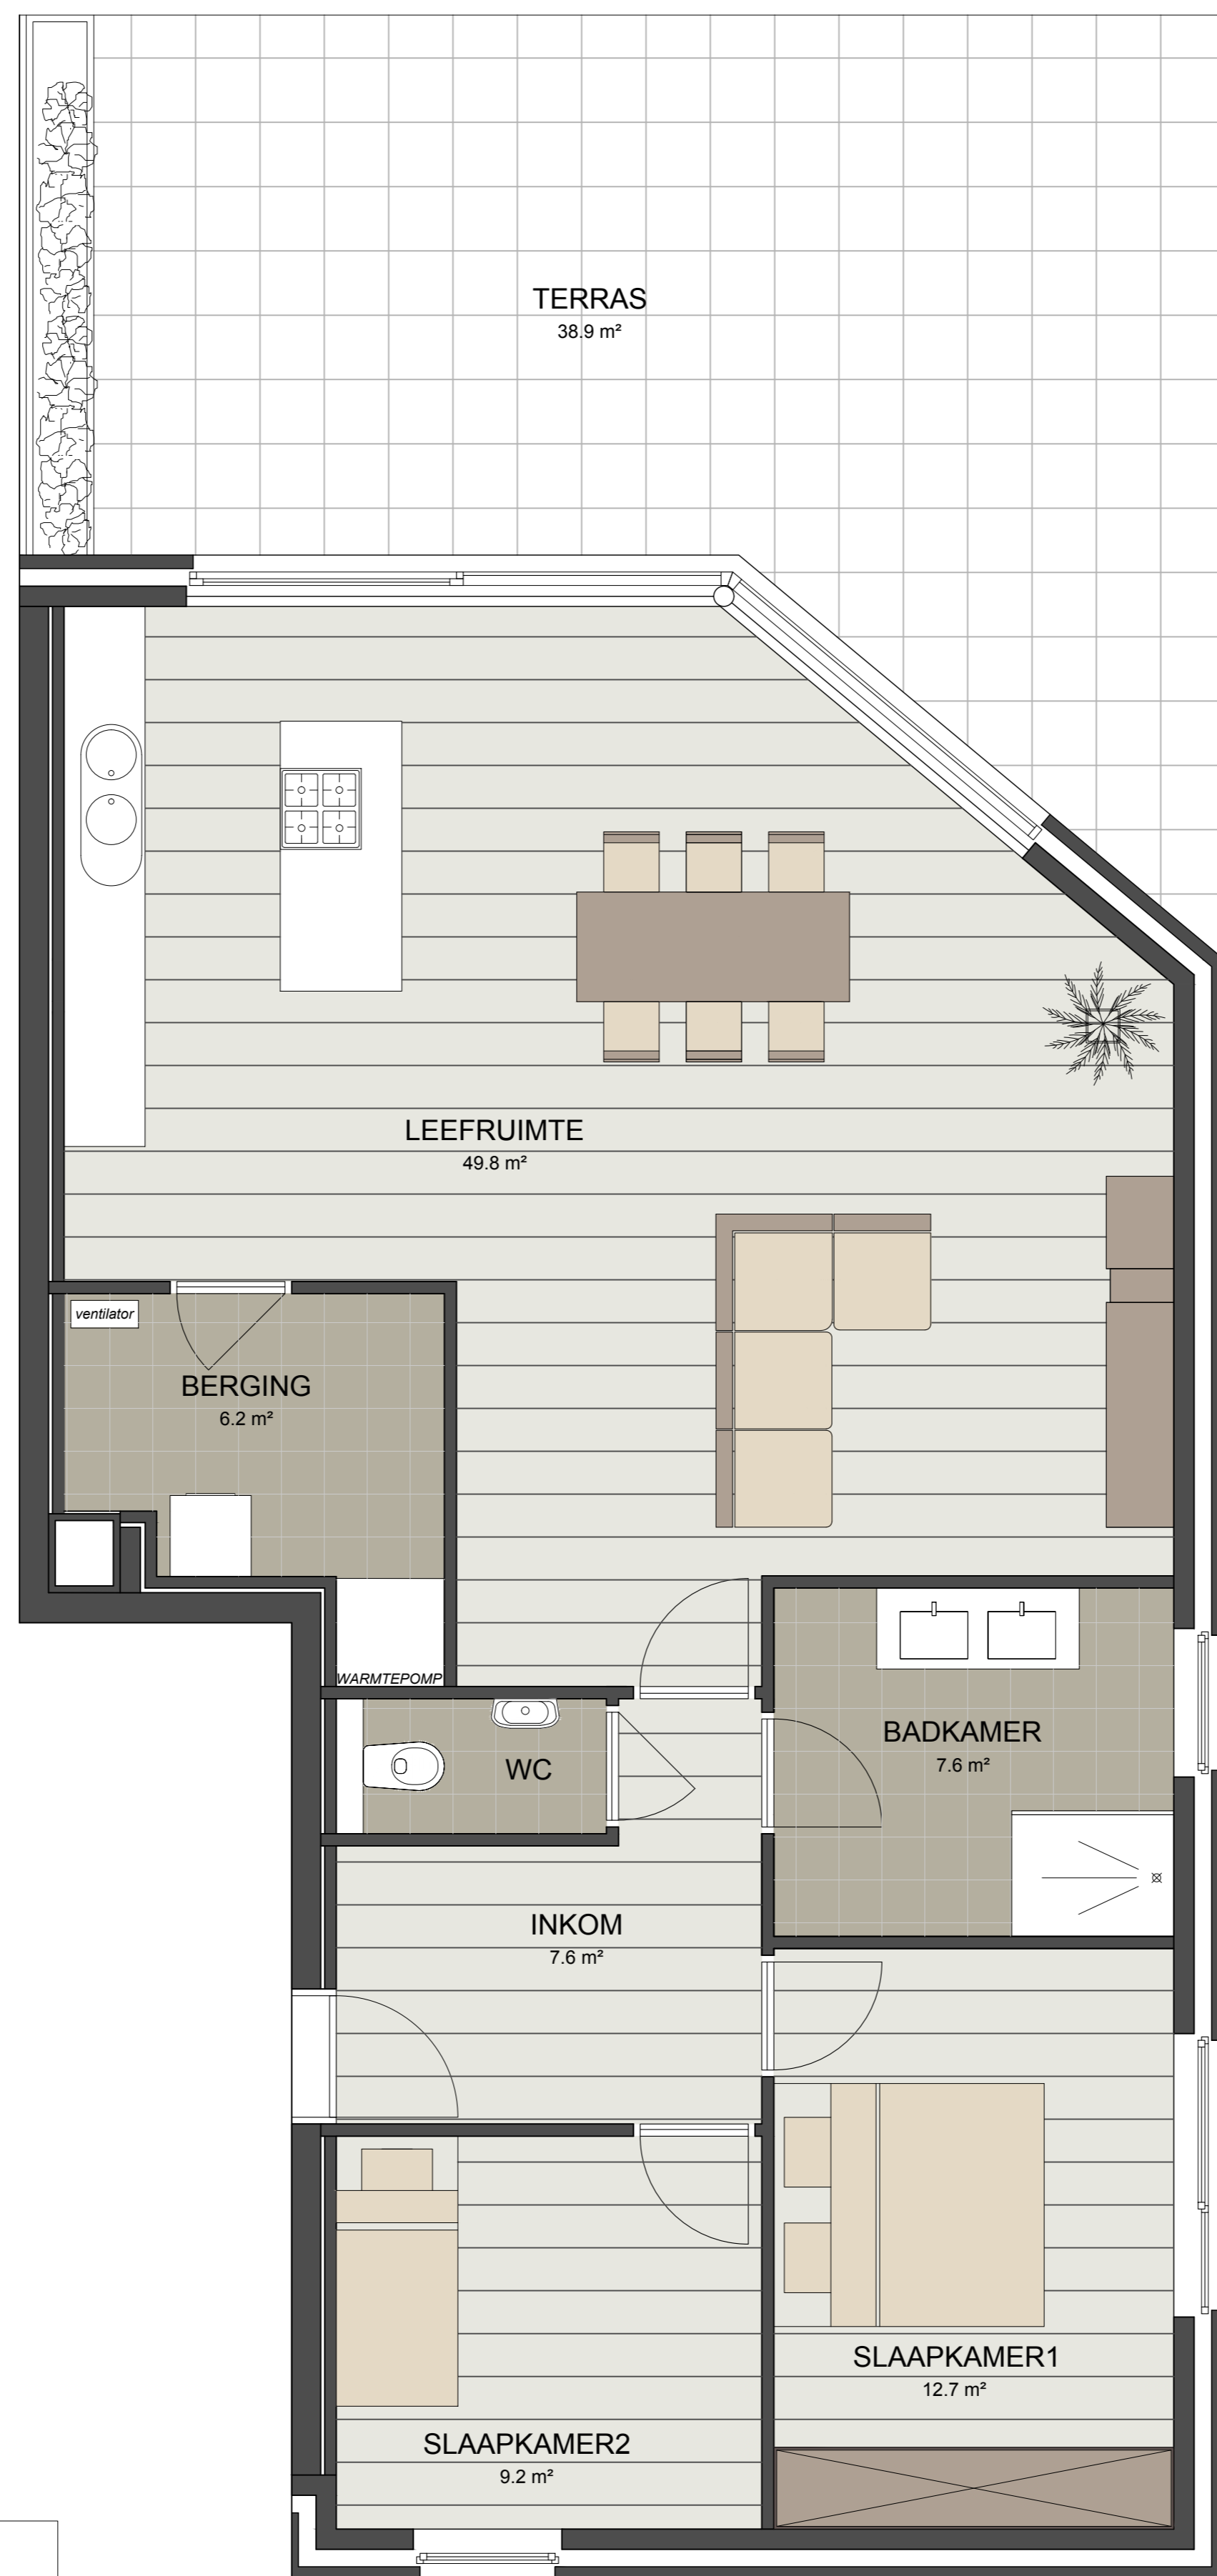 TERRAS
38.9 m²
LEEFRUIMTE
49.8 m²
ventilator
BERGING
6.2 m²
WARMTEPOMP
WC
BADKAMER
7.6 m²
INKOM
7.6 m²
SLAAPKAMER1
12.7 m²
SLAAPKAMER2
9.2 m²